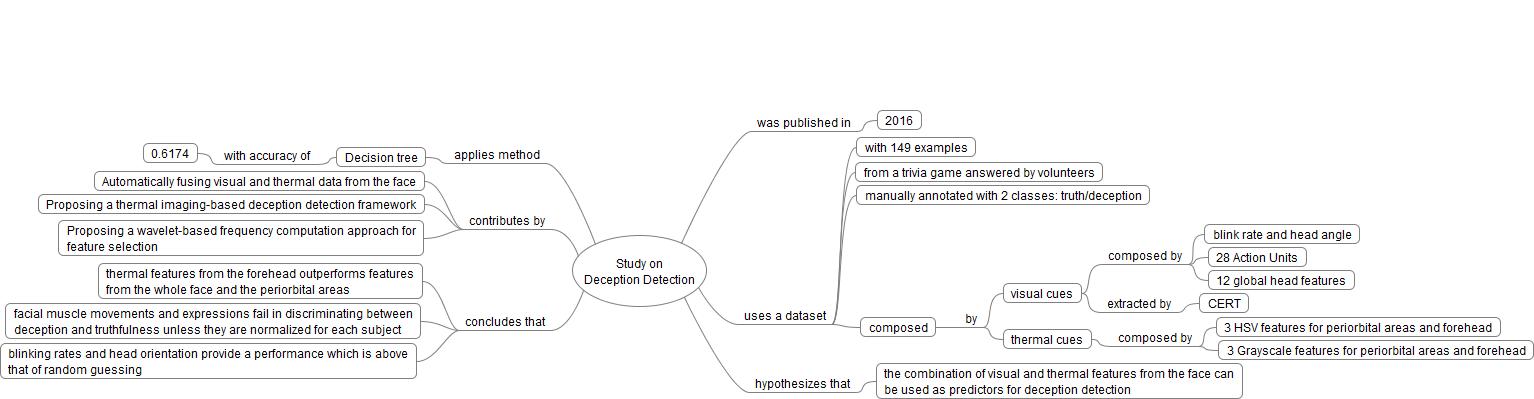 Study on
Deception Detection
was published in
2016
uses a dataset
with 149 examples
from a trivia game answered by volunteers
manually annotated with 2 classes: truth/deception
composed
by
visual cues
composed by
blink rate and head angle
28 Action Units
12 global head features
extracted by
CERT
thermal cues
composed by
3 HSV features for periorbital areas and forehead
3 Grayscale features for periorbital areas and forehead
hypothesizes that
the combination of visual and thermal features from the face can
be used as predictors for deception detection
applies method
Decision tree
with accuracy of
0.6174
contributes by
Automatically fusing visual and thermal data from the face
Proposing a thermal imaging-based deception detection framework
Proposing a wavelet-based frequency computation approach for
feature selection
concludes that
thermal features from the forehead outperforms features
from the whole face and the periorbital areas
facial muscle movements and expressions fail in discriminating between
deception and truthfulness unless they are normalized for each subject
blinking rates and head orientation provide a performance which is above
that of random guessing